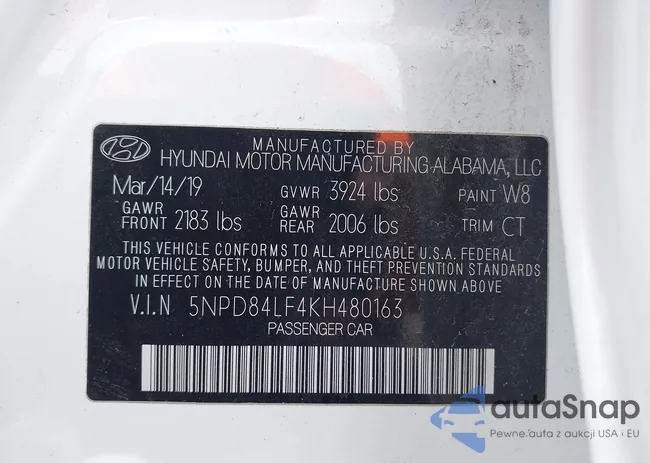 MANUFACTURED BY
HYUNDAI MOTOR MANUFACTURING ALABAMA, LLC
Mar/14/19 GVWR 3924 lbs PAINT W8
GAWR FRONT 2183 lbs GAWR REAR 2006 lbs TRIM CT
THIS VEHICLE CONFORMS TO ALL APPLICABLE U.S.A. FEDERAL
MOTOR VEHICLE SAFETY, BUMPER, AND THEFT PREVENTION STANDARDS
IN EFFECT ON THE DATE OF MANUFACTURE SHOWN ABOVE
V.I.N 5NPD84LF4KH480163
PASSENGER CAR
autaSnap
Pewne auta z aukcji USA i EU